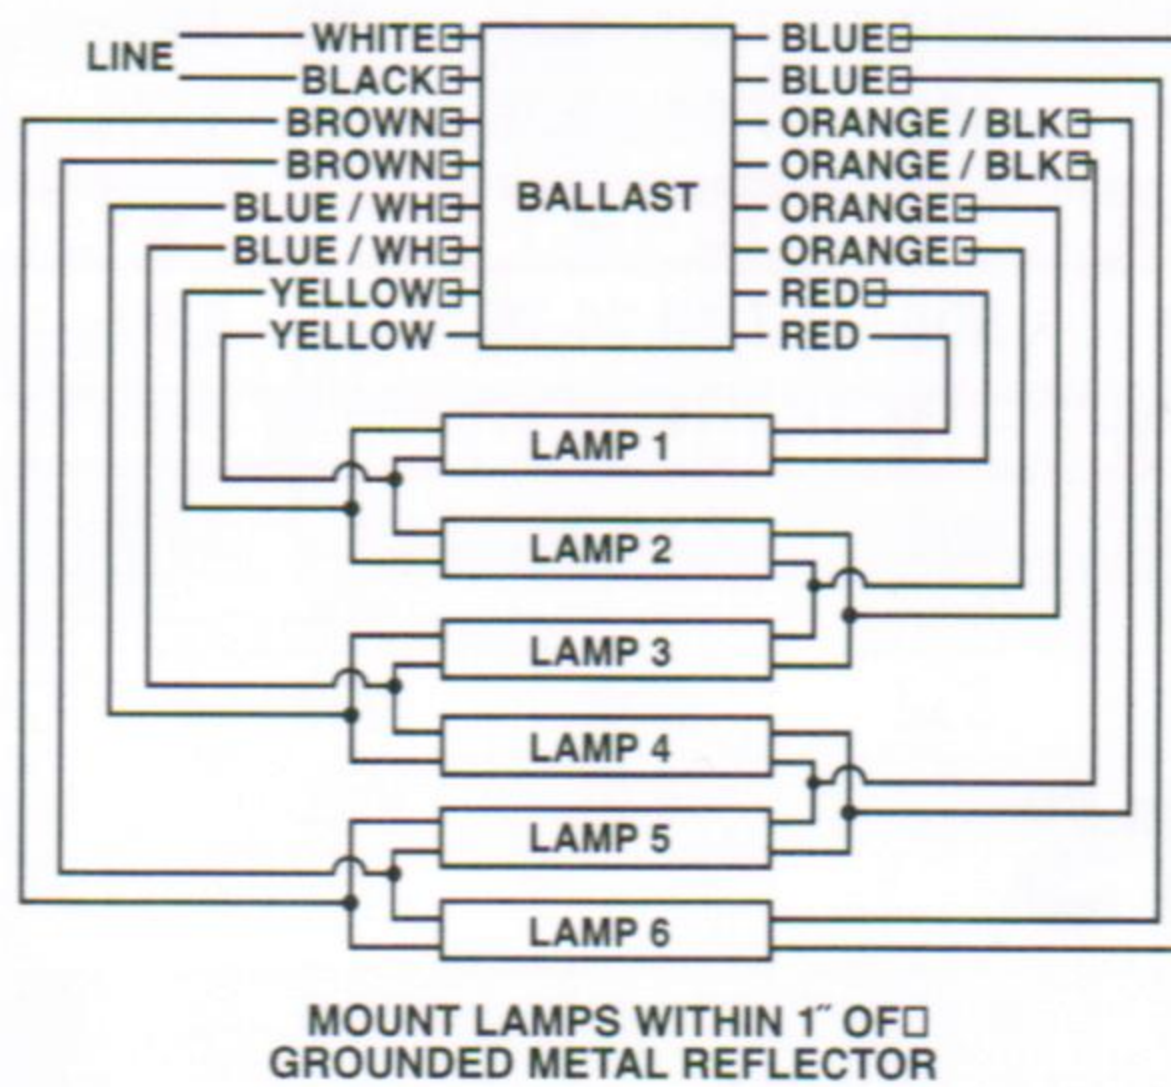 LINE
WHITE
BLACK
BROWN
BROWN
BLUE / WH
BLUE / WH
YELLOW
YELLOW
BALLAST
BLUE
BLUE
ORANGE / BLK
ORANGE / BLK
ORANGE
ORANGE
RED
RED
LAMP 1
LAMP 2
LAMP 3
LAMP 4
LAMP 5
LAMP 6
MOUNT LAMPS WITHIN 1˝ OF
GROUNDED METAL REFLECTOR